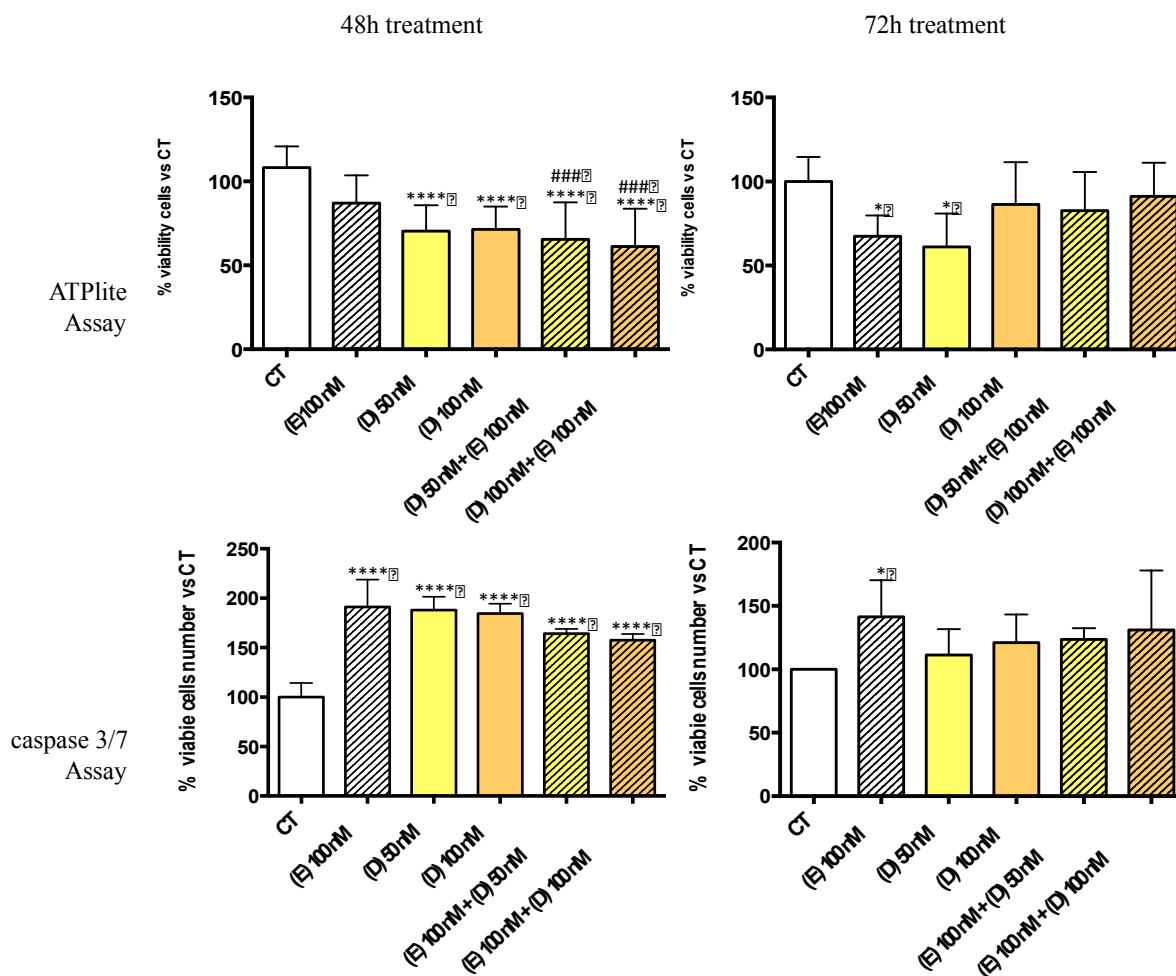 48h treatment
72h treatment
ATPlite
Assay
% viability cells vs CT
150
100
50
0
****
****
###
****
###
****
CT
(E)100 nM
(D) 50 nM
(D) 100 nM
(D) 50 nM + (E) 100 nM
(D) 100 nM + (E) 100 nM
% viability cells vs CT
150
100
50
0
*
*
CT
(E)100 nM
(D) 50 nM
(D) 100 nM
(D) 50 nM + (E) 100 nM
(D) 100 nM + (E) 100 nM
caspase 3/7
Assay
% viable cells number vs CT
250
200
150
100
50
0
****
****
****
****
****
CT
(E) 100 nM
(D) 50 nM
(D) 100 nM
(E) 100 nM + (D) 50 nM
(E) 100 nM + (D) 100 nM
% viable cells number vs CT
200
150
100
50
0
*
CT
(E) 100 nM
(D) 50 nM
(D) 100 nM
(E) 100 nM + (D) 50 nM
(E) 100 nM + (D) 100 nM